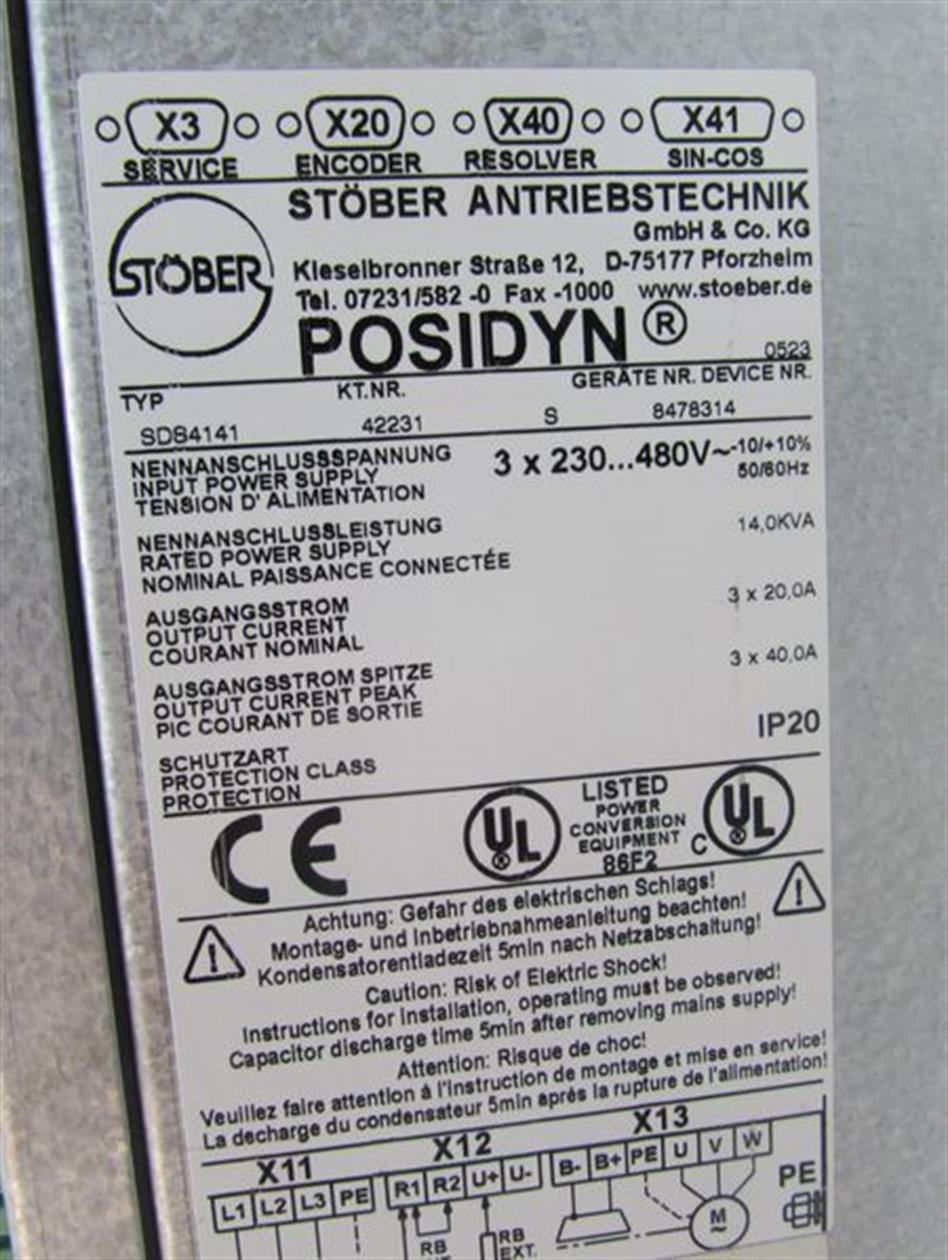 X3 X20 X40 X41
SERVICE ENCODER RESOLVER SIN-COS
STÖBER
STÖBER ANTRIEBSTECHNIK
GmbH & Co. KG
Kieselbronner Straße 12, D-75177 Pforzheim
Tel. 07231/582 -0 Fax -1000 www.stoeber.de
POSIDYN ®
0523
TYP KT.NR. GERÄTE NR. DEVICE NR.
SDS4141 42231 S 8478314
NENNANSCHLUSSSPANNUNG
INPUT POWER SUPPLY
TENSION D' ALIMENTATION
3 x 230...480V~ -10/+10%
50/60Hz
NENNANSCHLUSSLEISTUNG
RATED POWER SUPPLY
NOMINAL PAISSANCE CONNECTÉE
14,0KVA
AUSGANGSSTROM
OUTPUT CURRENT
COURANT NOMINAL
3 x 20,0A
AUSGANGSSTROM SPITZE
OUTPUT CURRENT PEAK
PIC COURANT DE SORTIE
3 x 40,0A
SCHUTZART
PROTECTION CLASS
PROTECTION
IP20
CE
UL ®
LISTED
POWER
CONVERSION
EQUIPMENT
86F2
C UL ®
Achtung: Gefahr des elektrischen Schlags!
Montage- und Inbetriebnahmeanleitung beachten!
Kondensatorentladezeit 5min nach Netzabschaltung!
Caution: Risk of Elektric Shock!
Instructions for installation, operating must be observed!
Capacitor discharge time 5min after removing mains supply!
Attention: Risque de choc!
Veuillez faire attention á l'instruction de montage et mise en service!
La decharge du condensateur 5min aprés la rupture de l'alimentation!
X11 X12 X13
L1 L2 L3 PE R1 R2 U+ U- B- B+ PE U V W
PE
M
~
RB
RB
EXT.